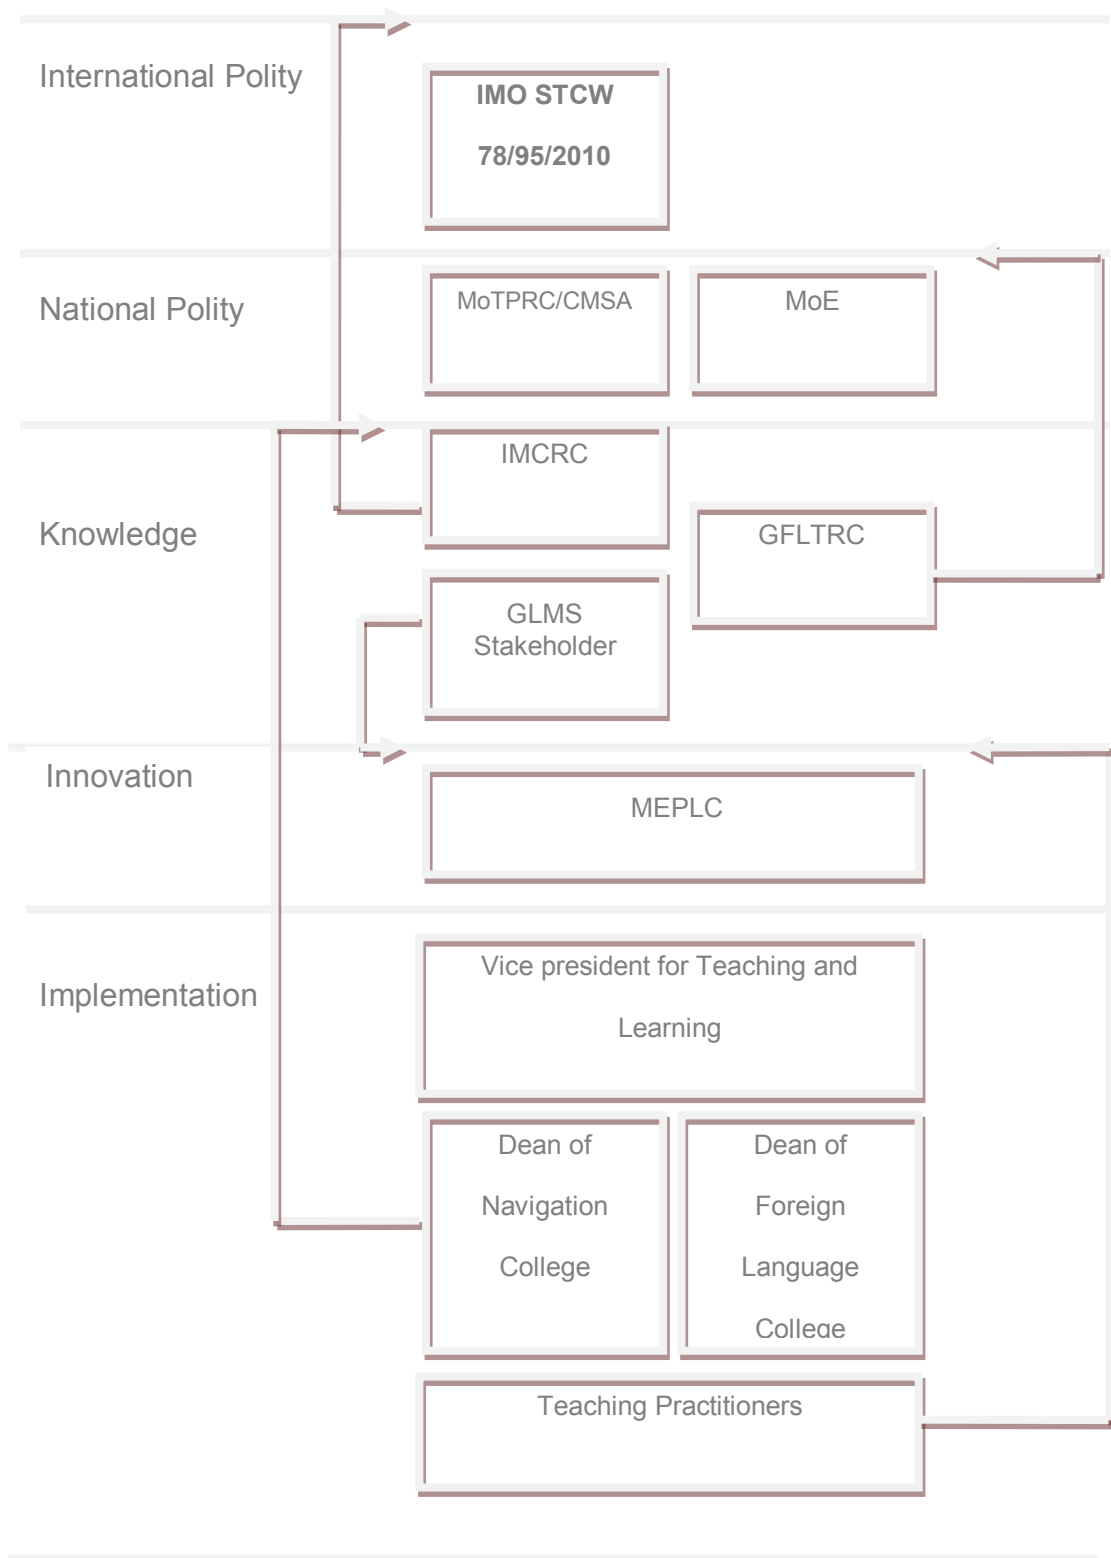 International Polity
IMO STCW
78/95/2010
National Polity
MoTPRC/CMSA
MoE
IMCRC
Knowledge
GFLTRC
GLMS
Stakeholder
Innovation
MEPLC
Vice president for Teaching and
Learning
Implementation
Dean of
Navigation
College
Dean of
Foreign
Language
College
Teaching Practitioners